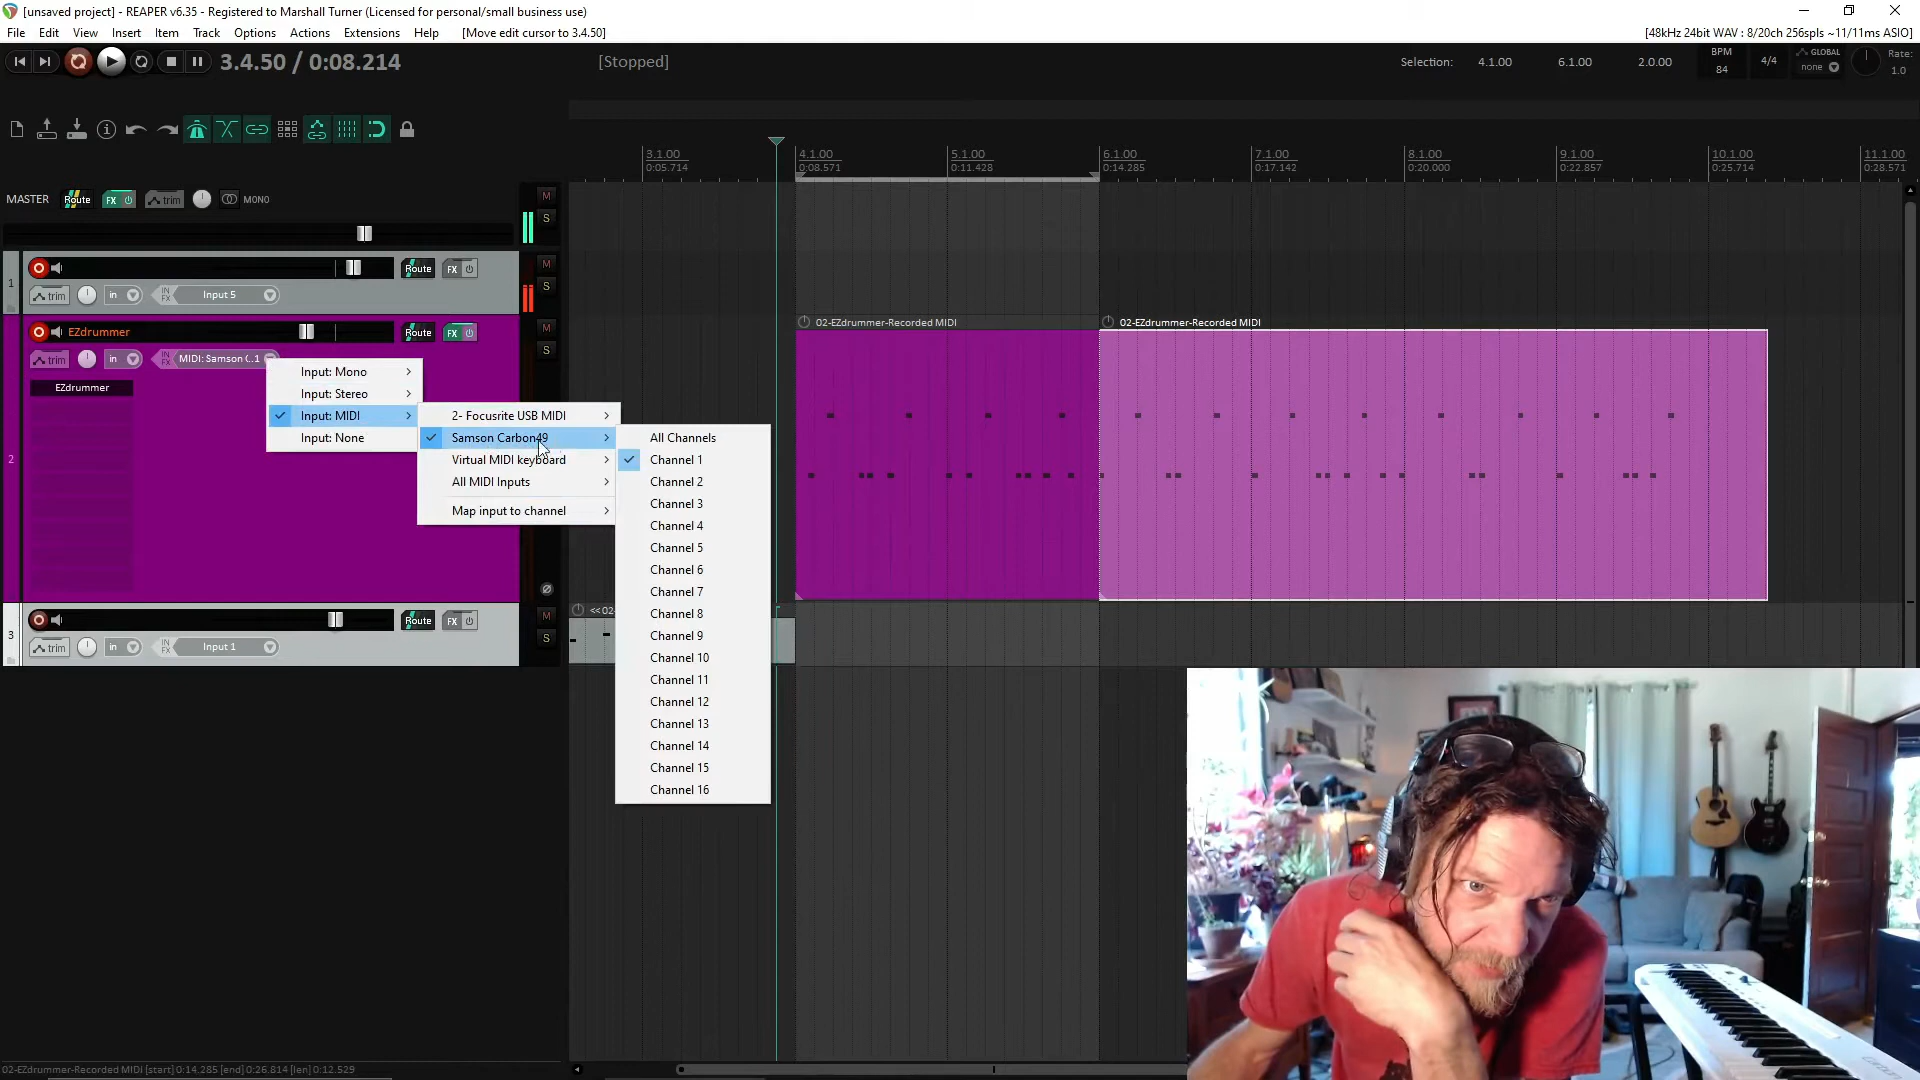 [unsaved project] - REAPER v6.35 - Registered to Marshall Turner (Licensed for personal/small business use)
File Edit View Insert Item Track Options Actions Extensions Help [Move edit cursor to 3.4.50]
[48kHz 24bit WAV : 8/20ch 256spls ~11/11ms ASIO]
3.4.50 / 0:08.214
[Stopped]
Selection: 4.1.00 6.1.00 2.0.00
BPM
84
4/4
GLOBAL
none
Rate:
1.0
3.1.00 4.1.00 5.1.00 6.1.00 7.1.00 8.1.00 9.1.00 10.1.00 11.1.00
0:05.714 0:08.571 0:11.428 0:14.285 0:17.142 0:20.000 0:22.857 0:25.714 0:28.571
MASTER Route FX trim MONO M
S
1 Route FX M
trim in IN FX Input 5 S
EZdrummer Route FX M
trim in IN FX MIDI: Samson (..1 S
EZdrummer
2
02-EZdrummer-Recorded MIDI
02-EZdrummer-Recorded MIDI
Input: Mono
Input: Stereo
Input: MIDI
Input: None
2- Focusrite USB MIDI
Samson Carbon49
Virtual MIDI keyboard
All MIDI Inputs
Map input to channel
All Channels
Channel 1
Channel 2
Channel 3
Channel 4
Channel 5
Channel 6
Channel 7
Channel 8
Channel 9
Channel 10
Channel 11
Channel 12
Channel 13
Channel 14
Channel 15
Channel 16
<<02-
3 Route FX M
trim in IN FX Input 1 S
02-EZdrummer-Recorded MIDI [start] 0:14.285 [end] 0:26.814 [len] 0:12.529